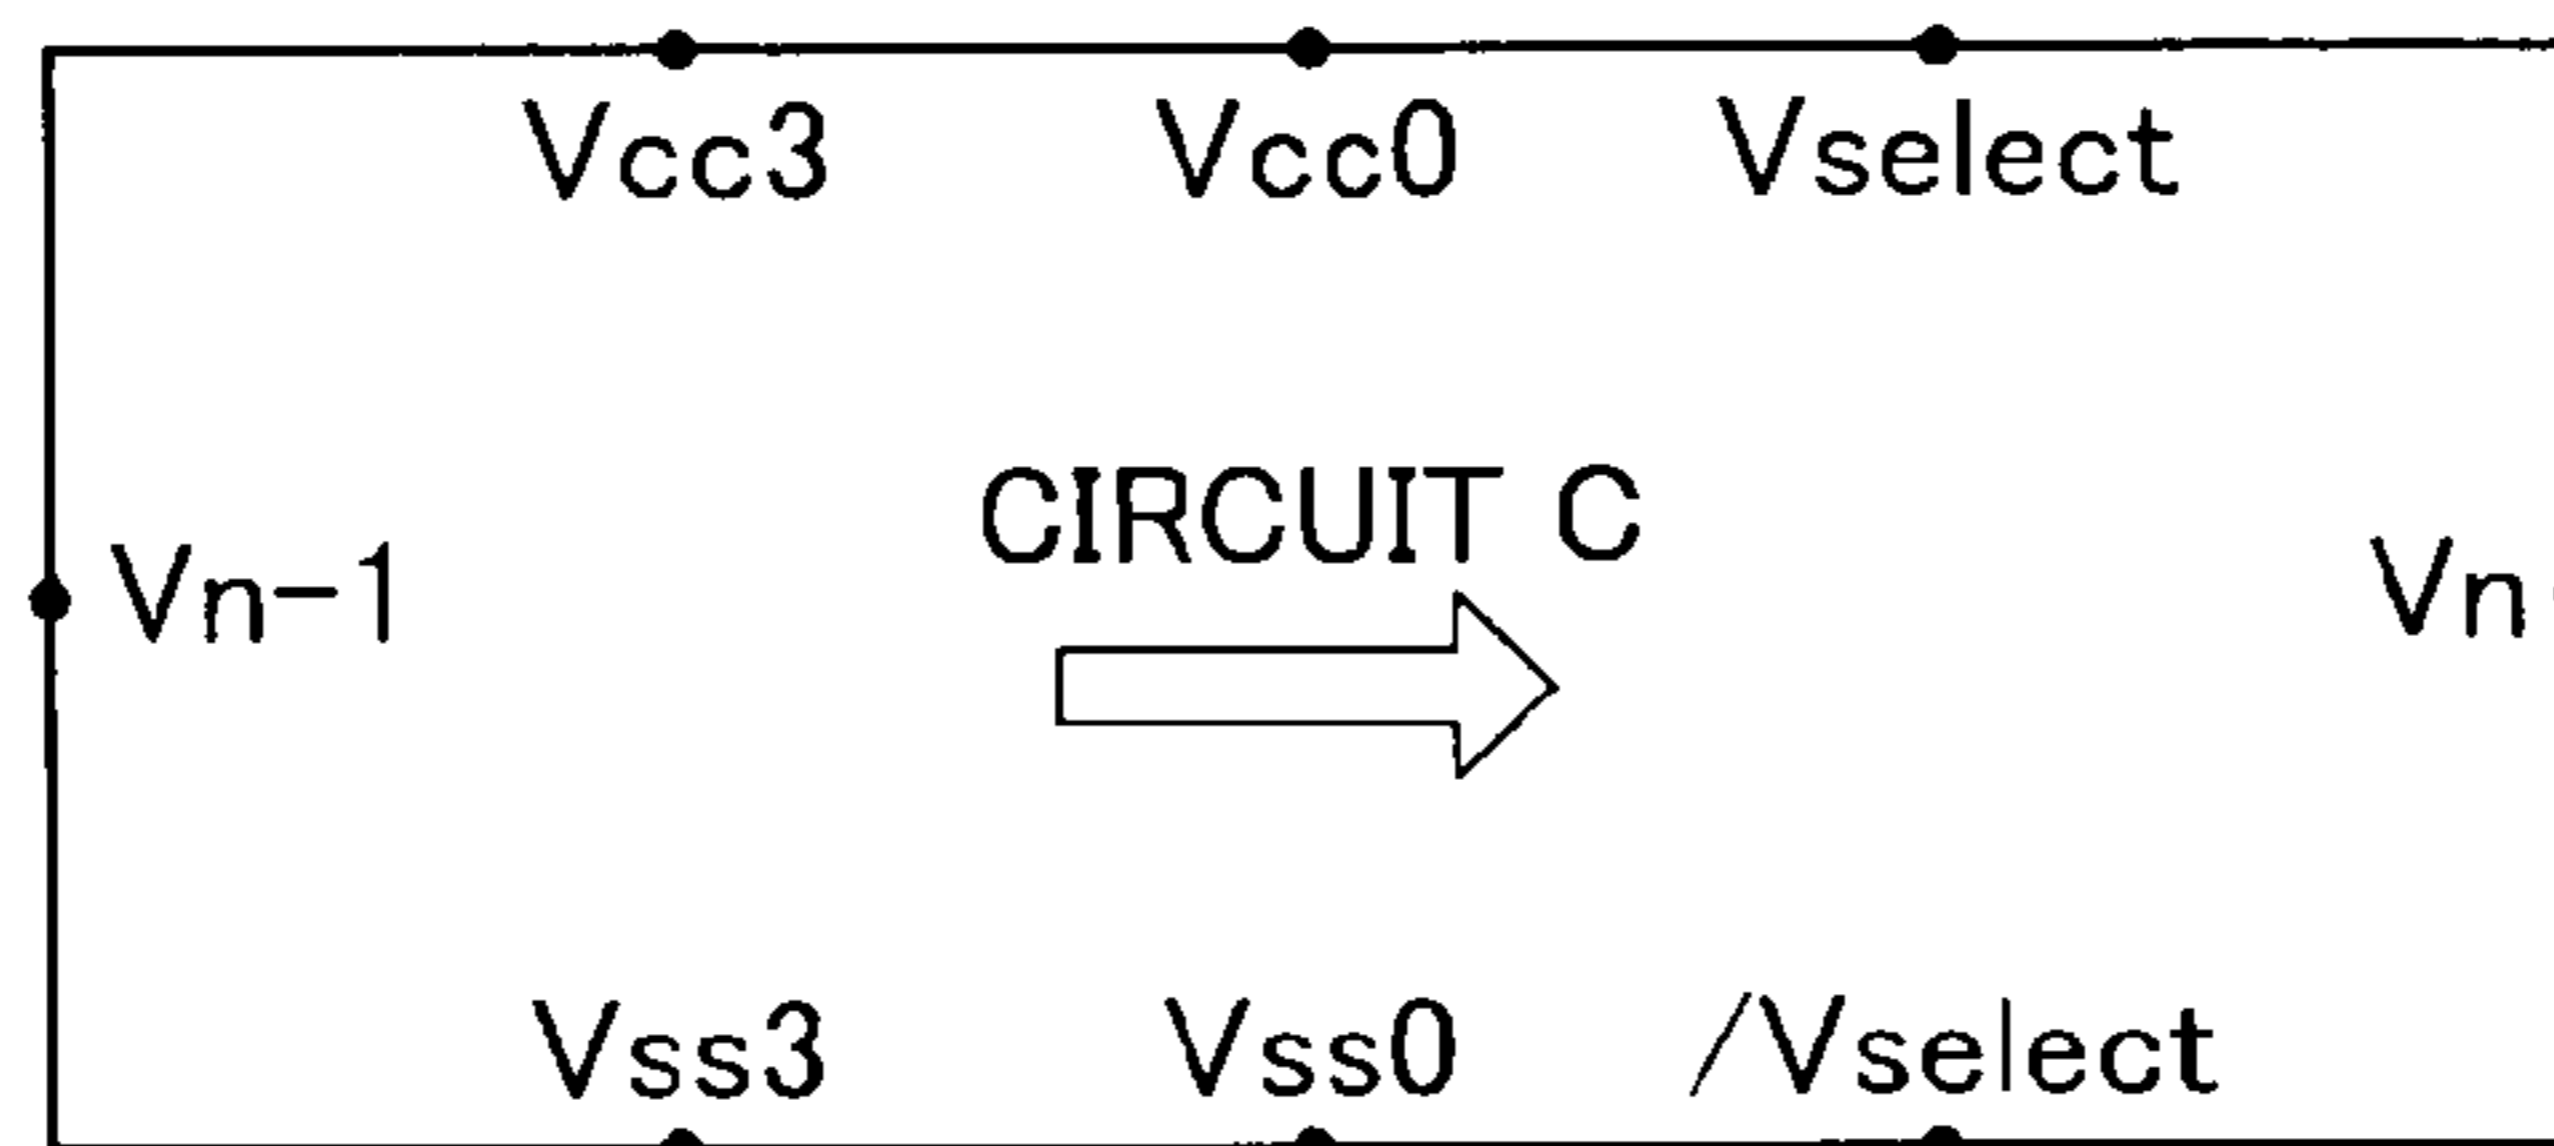 Vcc3 Vcc0 Vselect
CIRCUIT C
Vn-1
Vss3 Vss0 /Vselect